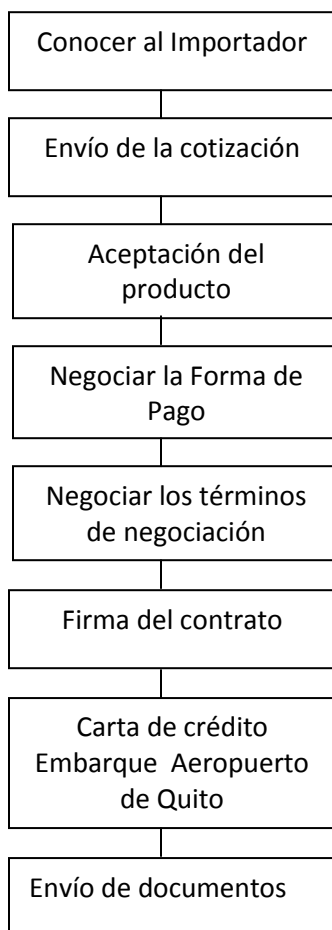 Conocer al Importador
Envío de la cotización
Aceptación del
producto
Negociar la Forma de
Pago
Negociar los términos
de negociación
Firma del contrato
Carta de crédito
Embarque Aeropuerto
de Quito
Envío de documentos